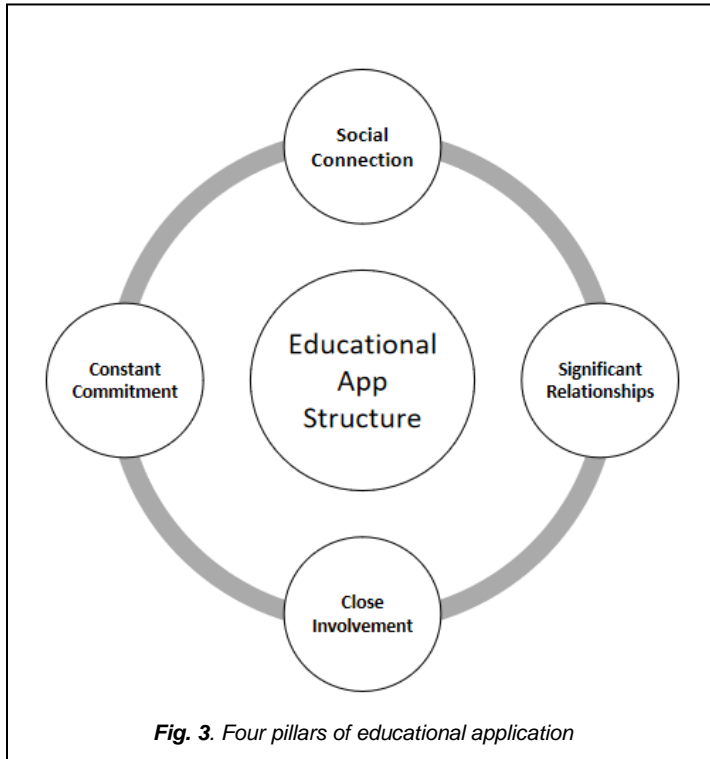 Social
Connection
Constant
Commitment
Educational
App
Structure
Significant
Relationships
Close
Involvement
Fig. 3. Four pillars of educational application